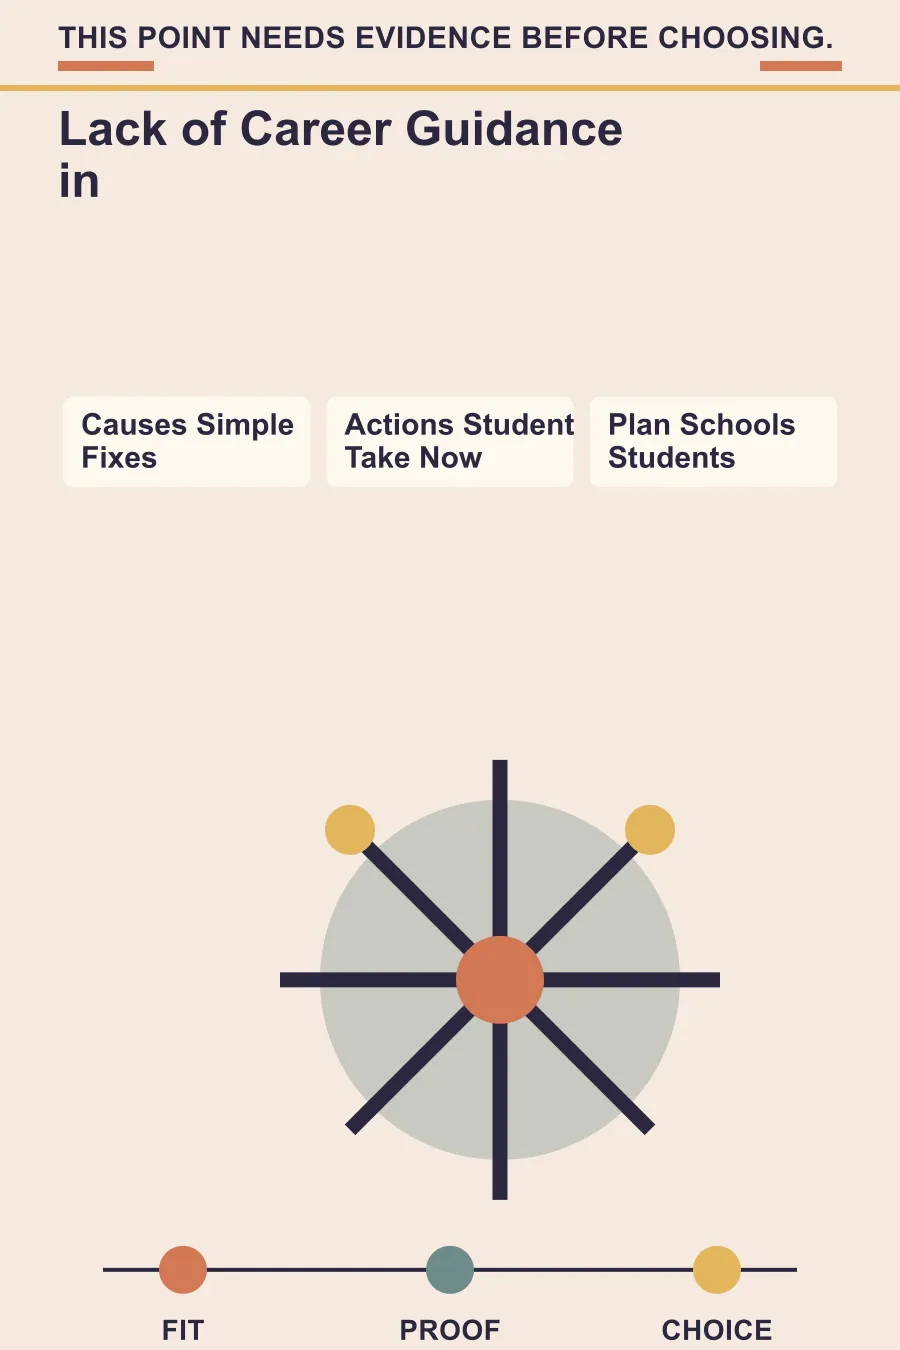 THIS POINT NEEDS EVIDENCE BEFORE CHOOSING.
Lack of Career Guidance
in
Causes Simple
Fixes
Actions Student
Take Now
Plan Schools
Students
FIT
PROOF
CHOICE